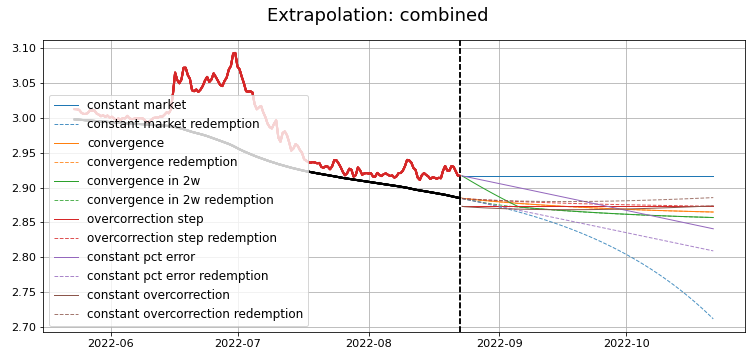 Extrapolation: combined
3.10
3.05
3.00
2.95
2.90
2.85
2.80
2.75
2.70
constant market
constant market redemption
convergence
convergence redemption
convergence in 2w
convergence in 2w redemption
overcorrection step
overcorrection step redemption
constant pct error
constant pct error redemption
constant overcorrection
constant overcorrection redemption
2022-06 2022-07 2022-08 2022-09 2022-10